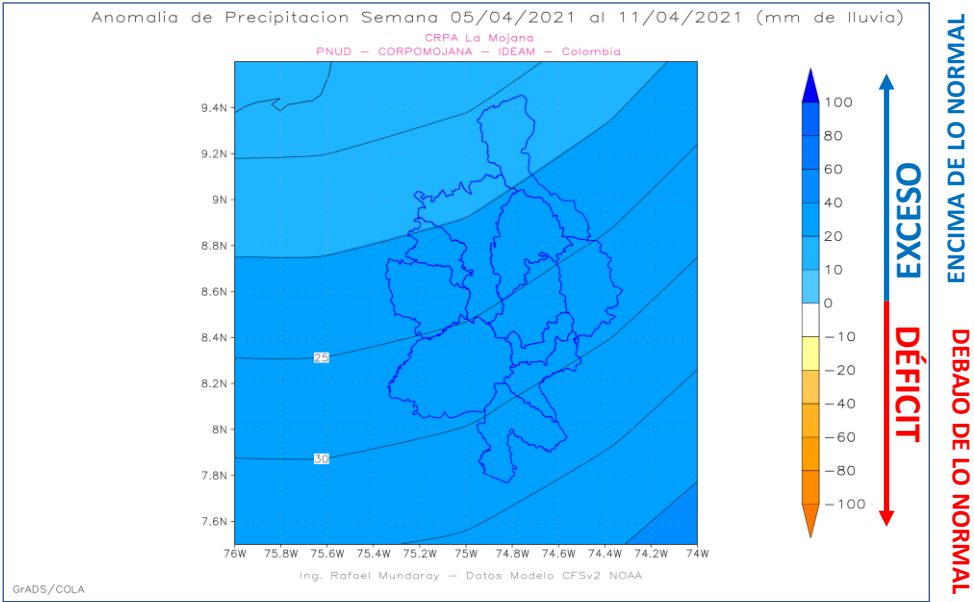 Anomalia de Precipitacion Semana 05/04/2021 al 11/04/2021 (mm de lluvia)
CRPA La Mojana
PNUD – CORPOMOJANA – IDEAM – Colombia
9.4N
9.2N
9N
8.8N
8.6N
8.4N
8.2N
8N
7.8N
7.6N
25
30
76W 75.8W 75.6W 75.4W 75.2W 75W 74.8W 74.6W 74.4W 74.2W 74W
100
80
60
40
20
10
0
–10
–20
–40
–60
–80
–100
EXCESO
DÉFICIT
ENCIMA DE LO NORMAL
DEBAJO DE LO NORMAL
Ing. Rafael Mundaray – Datos Modelo CFSv2 NOAA
GrADS/COLA